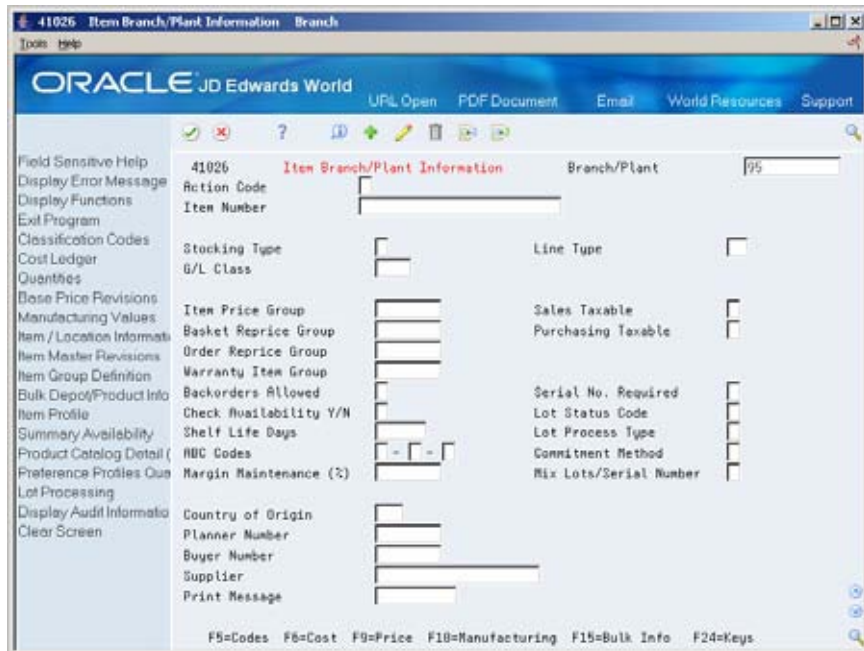 41026 Item Branch/Plant Information Branch
Tools Help
ORACLE JD Edwards World
URL Open PDF Document Email World Resources Support
Field Sensitive Help
Display Error Message
Display Functions
Exit Program
Classification Codes
Cost Ledger
Quantities
Base Price Revisions
Manufacturing Values
Item / Location Informati
Item Master Revisions
Item Group Definition
Bulk Depot/Product Info
Item Profile
Summary Availability
Product Catalog Detail (
Preference Profiles Qua
Lot Processing
Display Audit Informatio
Clear Screen
41026 Item Branch/Plant Information Branch/Plant 95
Action Code
Item Number
Stocking Type Line Type
G/L Class
Item Price Group Sales Taxable
Basket Reprice Group Purchasing Taxable
Order Reprice Group
Warranty Item Group
Backorders Allowed Serial No. Required
Check Availability Y/N Lot Status Code
Shelf Life Days Lot Process Type
ABC Codes - - Commitment Method
Margin Maintenance (%) Mix Lots/Serial Number
Country of Origin
Planner Number
Buyer Number
Supplier
Print Message
F5=Codes F6=Cost F9=Price F10=Manufacturing F15=Bulk Info F24=Keys